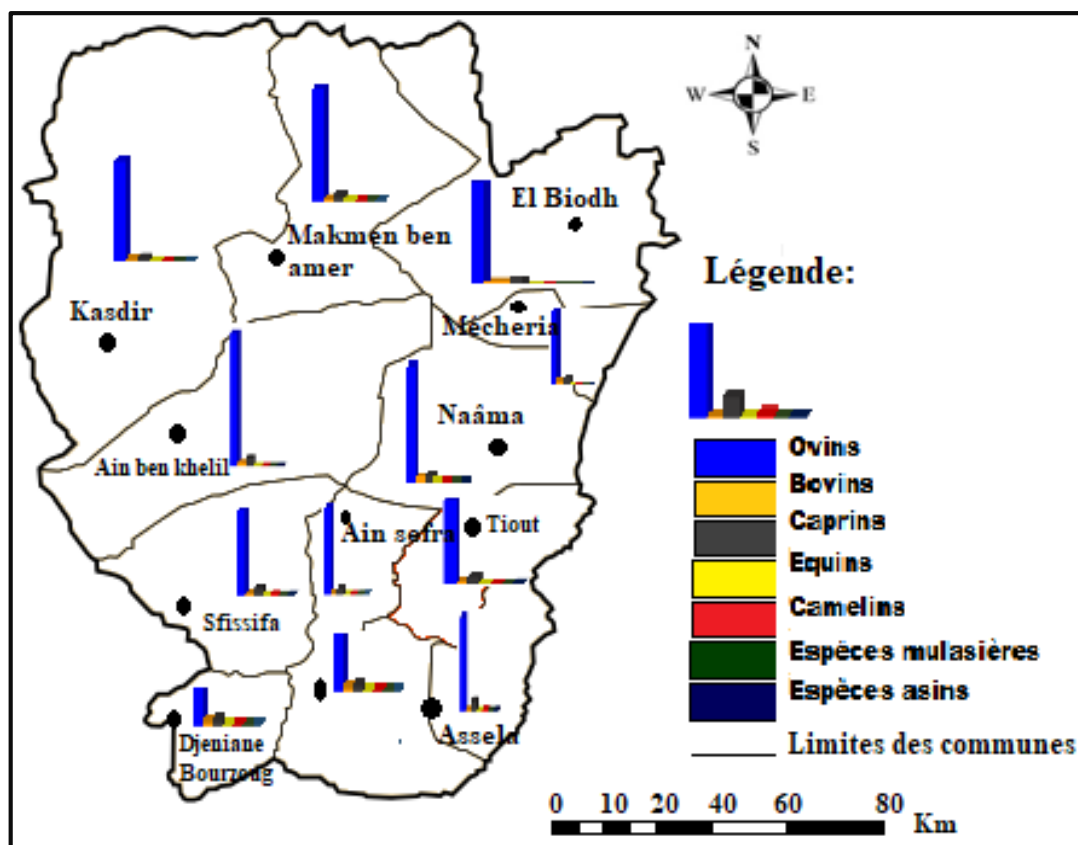 N
W
E
S
El Biodh
Makmen ben
amer
Légende:
Kasdir
Mécheria
Naâma
Ain ben khelil
Ovins
Bovins
Caprins
Equins
Camelins
Espèces mulasières
Espèces asins
Limites des communes
Ain sefra
Tiout
Sfissifa
Assela
Djeniane
Bourzoug
0 10 20 40 60 80
Km